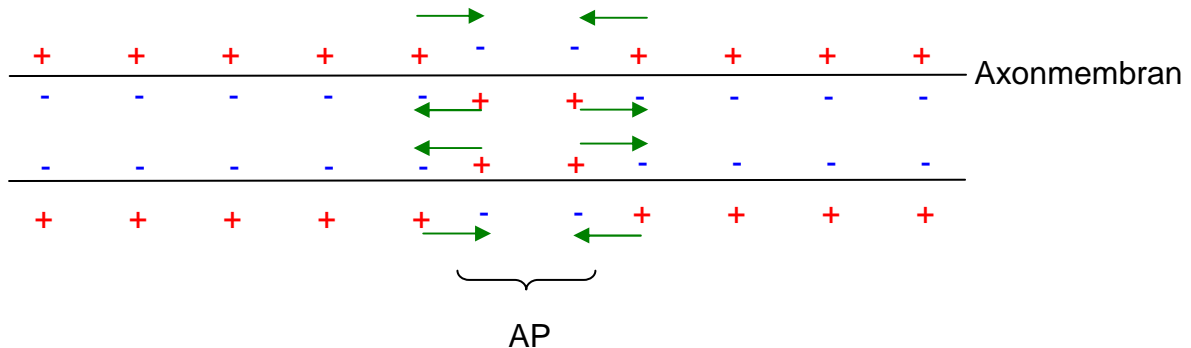 + + + + + - - + + + +
Axonmembran
- - - - - + + - - - -
- - - - - + + - - - -
+ + + + + - - + + + +
AP